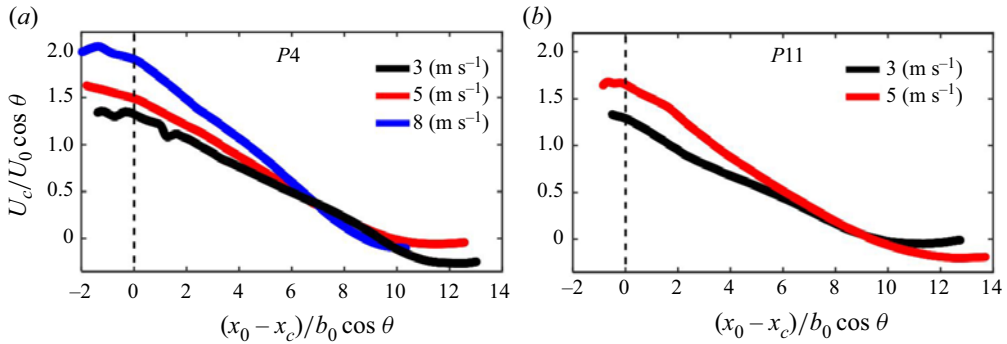 (a)
P4
2.0
1.5
1.0
0.5
0
3 (m s⁻¹)
5 (m s⁻¹)
8 (m s⁻¹)
U_c/U_0 cos θ
−2 0 2 4 6 8 10 12 14
(x_0 − x_c)/b_0 cos θ
(b)
P11
2.0
1.5
1.0
0.5
0
3 (m s⁻¹)
5 (m s⁻¹)
−2 0 2 4 6 8 10 12 14
(x_0 − x_c)/b_0 cos θ